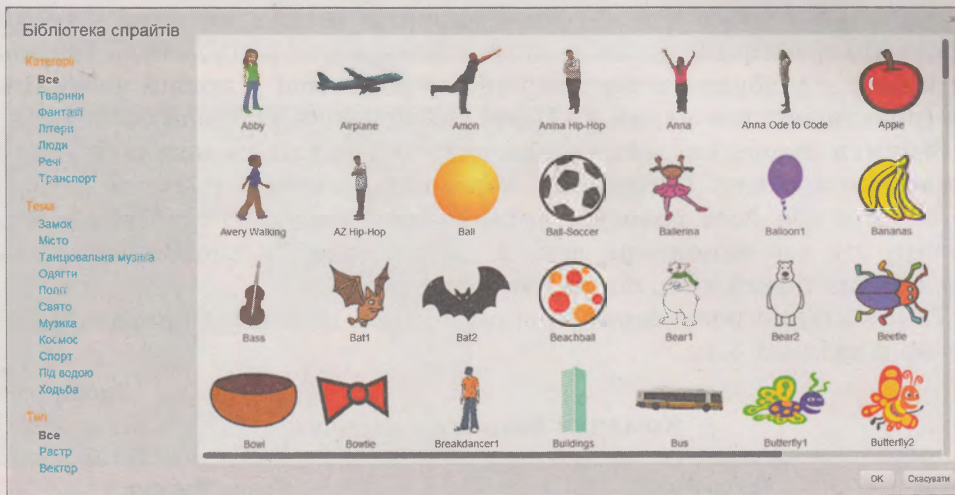 Бібліотека спрайтів
Категорії
Все
Тварини
Фантазії
Літери
Люди
Речі
Транспорт
Тема
Замок
Місто
Танцювальна музика
Одягти
Політ
Свято
Музика
Космос
Спорт
Під водою
Ходьба
Тип
Все
Растр
Вектор
Abby Airplane Amon Anina Hip-Hop Anna Anna Ode to Code Apple
Avery Walking AZ Hip-Hop Ball Ball-Soccer Ballerina Balloon1 Bananas
Bass Bat1 Bat2 Beachball Bear1 Bear2 Beetle
Bowl Bowtie Breakdancer1 Buildings Bus Butterfly1 Butterfly2
OK Скасувати